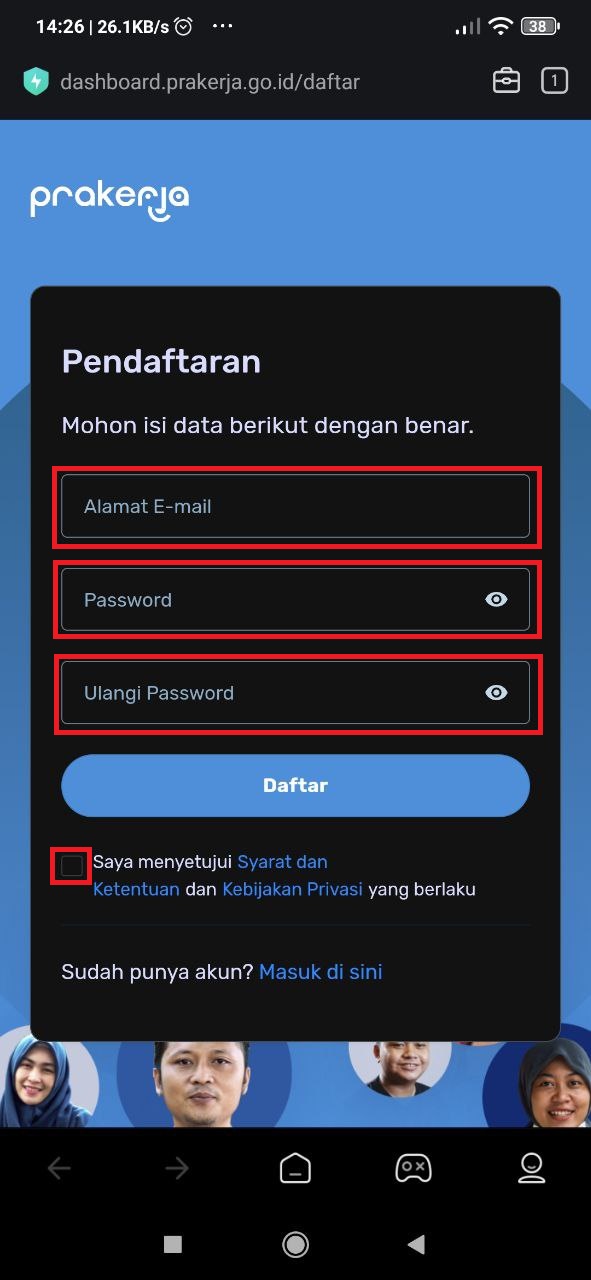 14:26 | 26.1KB/s ...
38
dashboard.prakerja.go.id/daftar
1
prakerja
Pendaftaran
Mohon isi data berikut dengan benar.
Alamat E-mail
Password
Ulangi Password
Daftar
Saya menyetujui Syarat dan
Ketentuan dan Kebijakan Privasi yang berlaku
Sudah punya akun? Masuk di sini